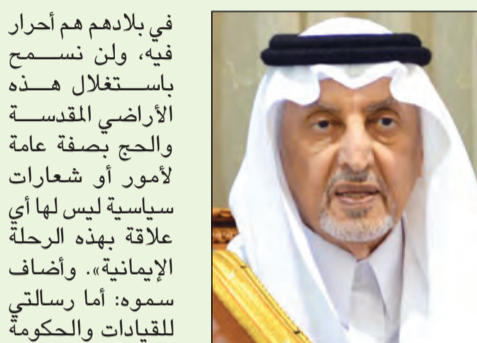 في بلادهم هم أحرار
فيه، ولن نسمح
باستغلال هذه
الأراضي المقدسة
والحج بصفة عامة
لأمور أو شعارات
سياسية ليس لها أي
علاقة بهذه الرحلة
الإيمانية». وأضاف
سموه: أما رسالتي
للقيادات والحكومة